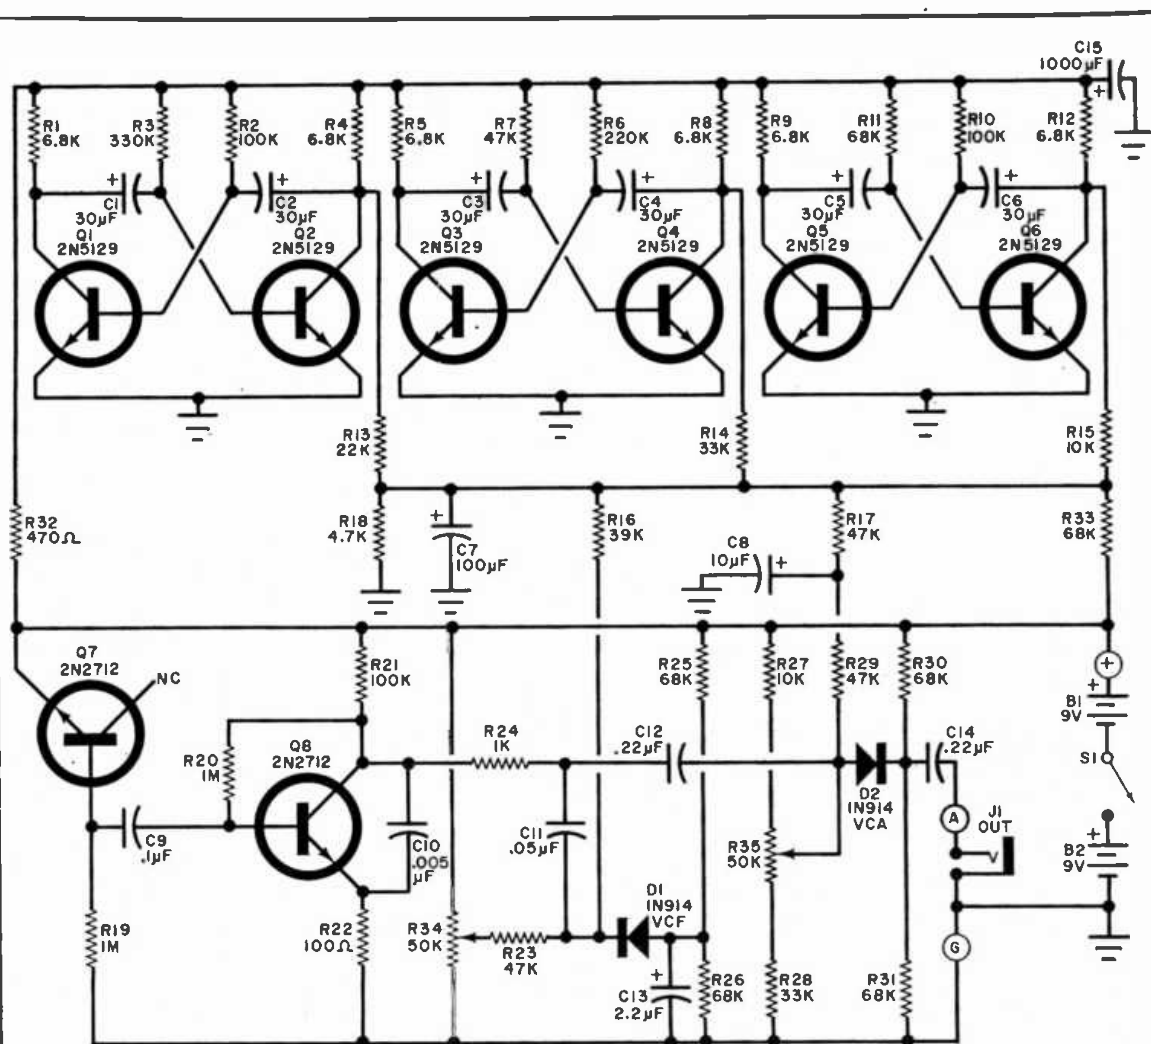 C15
1000µF
+
R1
6.8K
R3
330K
R2
100K
R4
6.8K
R5
6.8K
R7
47K
R6
220K
R8
6.8K
R9
6.8K
R11
68K
R10
100K
R12
6.8K
+
C1
30µF
+
C2
30µF
+
C3
30µF
+
C4
30µF
+
C5
30µF
+
C6
30µF
Q1
2N5129
Q2
2N5129
Q3
2N5129
Q4
2N5129
Q5
2N5129
Q6
2N5129
R13
22K
R14
33K
R15
10K
R32
470Ω
R18
4.7K
+
C7
100µF
R16
39K
C8
10µF
+
R17
47K
R33
68K
Q7
2N2712
NC
R21
100K
R25
68K
R27
10K
R29
47K
R30
68K
+
+
B1
9V
R20
1M
Q8
2N2712
R24
1K
C12
.22µF
C14
.22µF
S1
D2
1N914
VCA
C9
.1µF
C10
.005
µF
C11
.05µF
R35
50K
A
J1
OUT
V
+
B2
9V
R19
1M
R22
100Ω
R34
50K
R23
47K
D1
1N914
VCF
G
+
C13
2.2µF
R26
68K
R28
33K
R31
68K